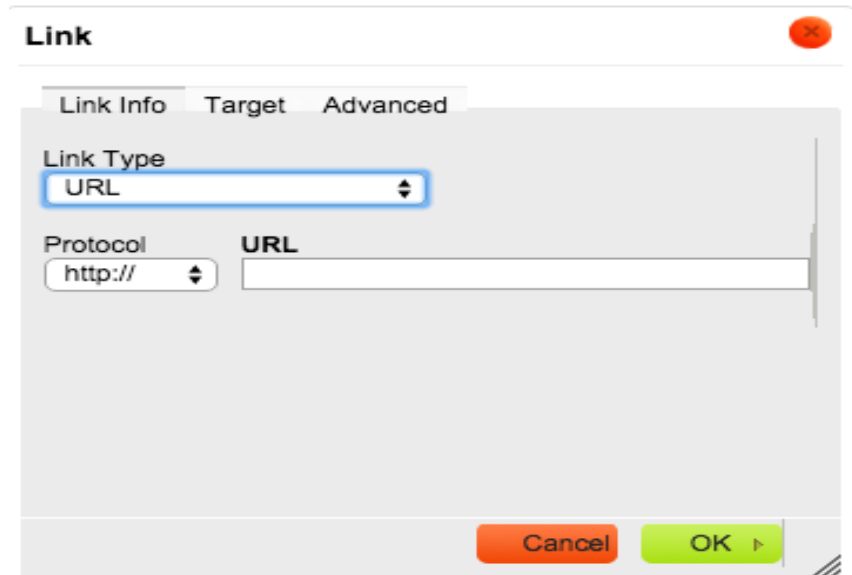 Link
Link Info Target Advanced
Link Type
URL
Protocol URL
http://
Cancel OK